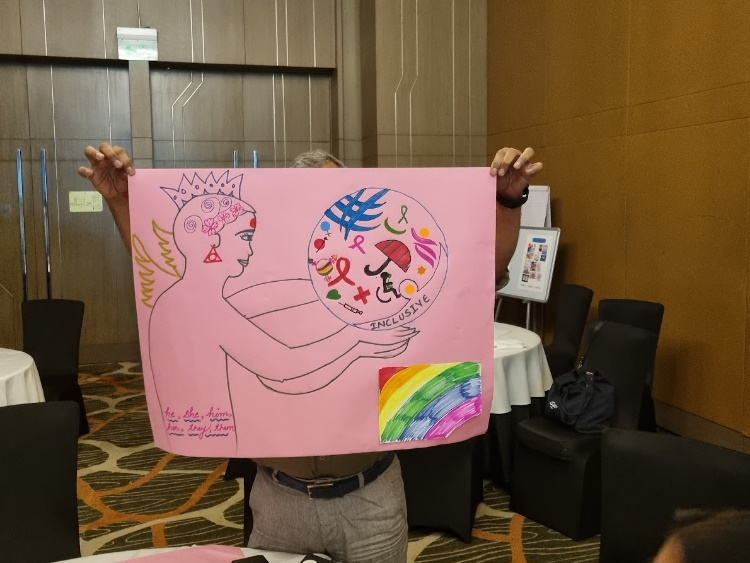 INCLUSIVE
he, she, him,
her, they, them